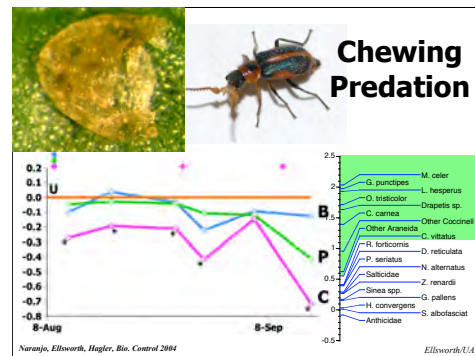 Chewing
Predation
0.2
0.1
0.0
-0.1
-0.2
-0.3
-0.4
-0.5
-0.6
-0.7
-0.8
U
B
P
C
*
*
*
*
*
8-Aug
8-Sep
2.5
2
1.5
1
0.5
0
-0.5
M. celer
G. punctipes
L. hesperus
O. tristicolor
Drapetis sp.
C. carnea
Other Coccinell
Other Araneida
C. vittatus
R. forticornis
D. reticulata
P. seriatus
N. alternatus
Salticidae
Z. renardii
Sinea spp.
G. pallens
H. convergens
S. albofasciat
Anthicidae
Naranjo, Ellsworth, Hagler, Bio. Control 2004
Ellsworth/UA